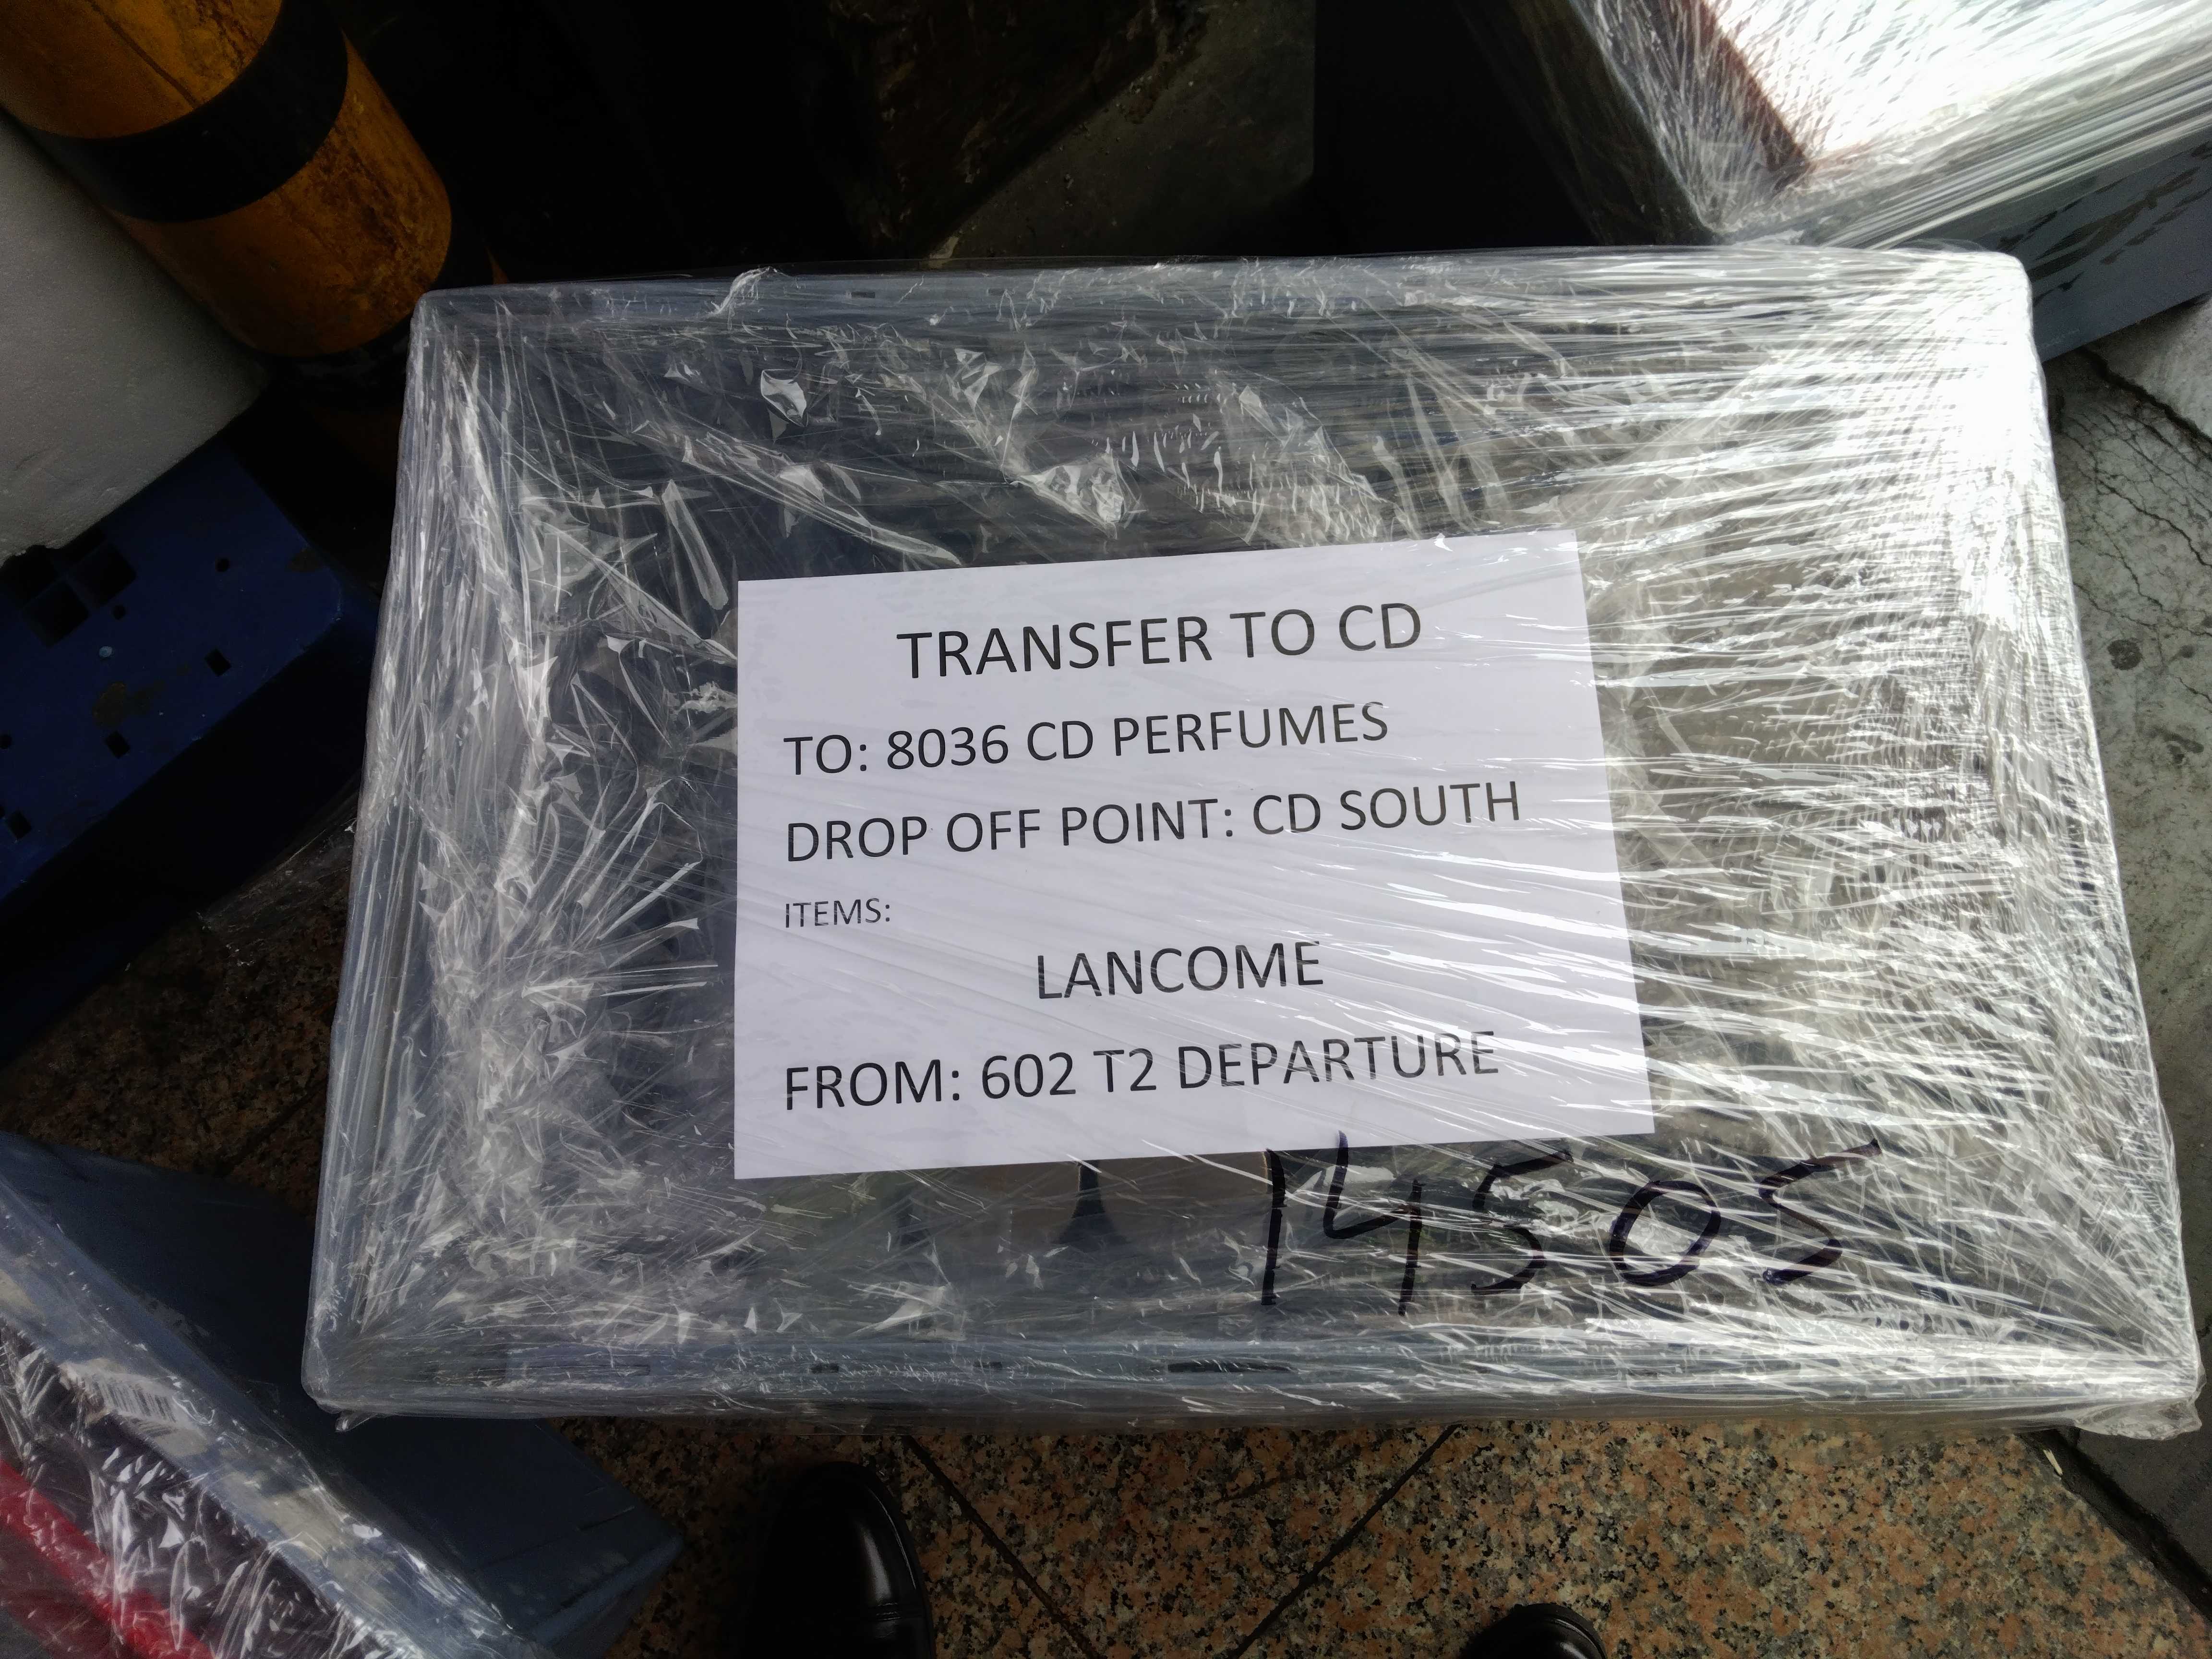 TRANSFER TO CD
TO: 8036 CD PERFUMES
DROP OFF POINT: CD SOUTH
ITEMS:
LANCOME
FROM: 602 T2 DEPARTURE
14505